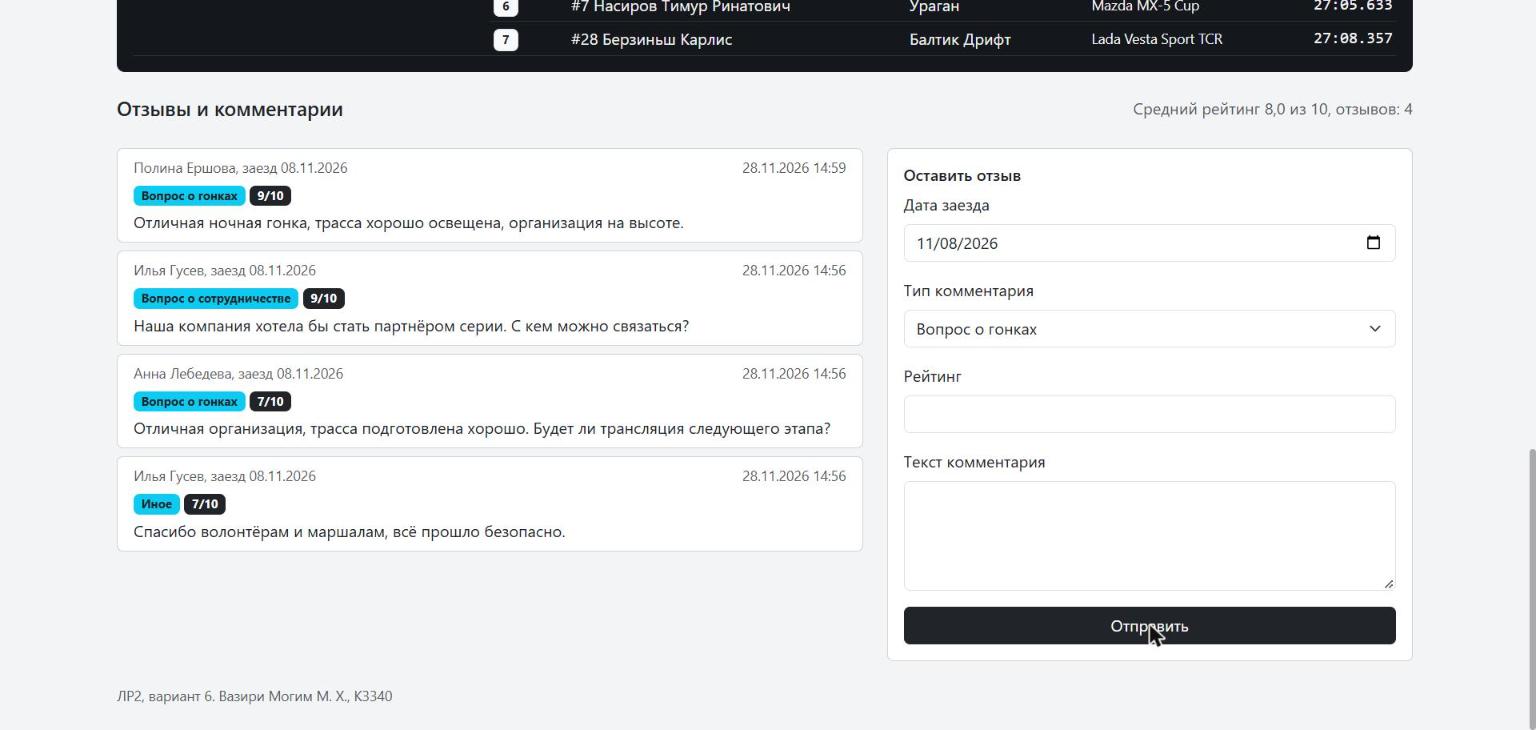 6 #7 Насиров Тимур Ринатович Ураган Mazda MX-5 Cup 27:05.633
7 #28 Берзиньш Карлис Балтик Дрифт Lada Vesta Sport TCR 27:08.357
Отзывы и комментарии
Средний рейтинг 8,0 из 10, отзывов: 4
Полина Ершова, заезд 08.11.2026 28.11.2026 14:59
Вопрос о гонках 9/10
Отличная ночная гонка, трасса хорошо освещена, организация на высоте.
Илья Гусев, заезд 08.11.2026 28.11.2026 14:56
Вопрос о сотрудничестве 9/10
Наша компания хотела бы стать партнёром серии. С кем можно связаться?
Анна Лебедева, заезд 08.11.2026 28.11.2026 14:56
Вопрос о гонках 7/10
Отличная организация, трасса подготовлена хорошо. Будет ли трансляция следующего этапа?
Илья Гусев, заезд 08.11.2026 28.11.2026 14:56
Иное 7/10
Спасибо волонтёрам и маршалам, всё прошло безопасно.
Оставить отзыв
Дата заезда
11/08/2026
Тип комментария
Вопрос о гонках
Рейтинг
Текст комментария
Отправить
ЛР2, вариант 6. Вазири Могим М. Х., К3340